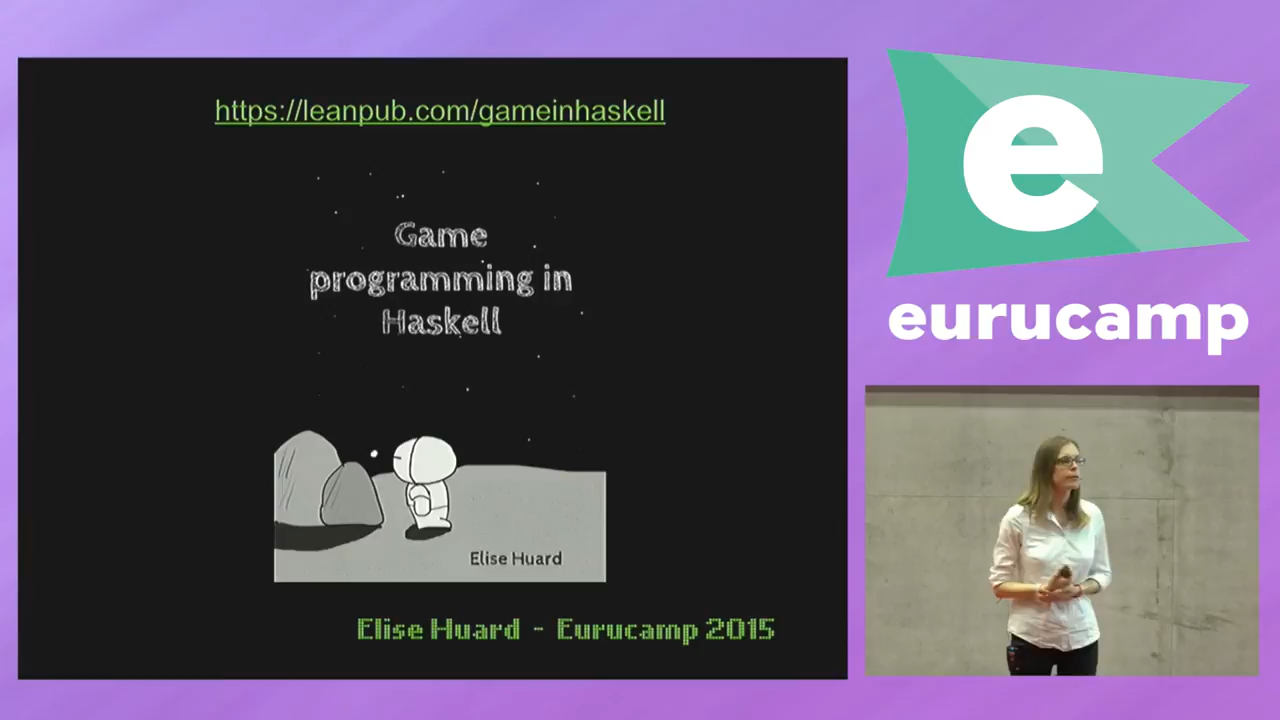 https://leanpub.com/gameinhaskell
Game
programming in
Haskell
Elise Huard
Elise Huard - Eurucamp 2015
e
eurucamp